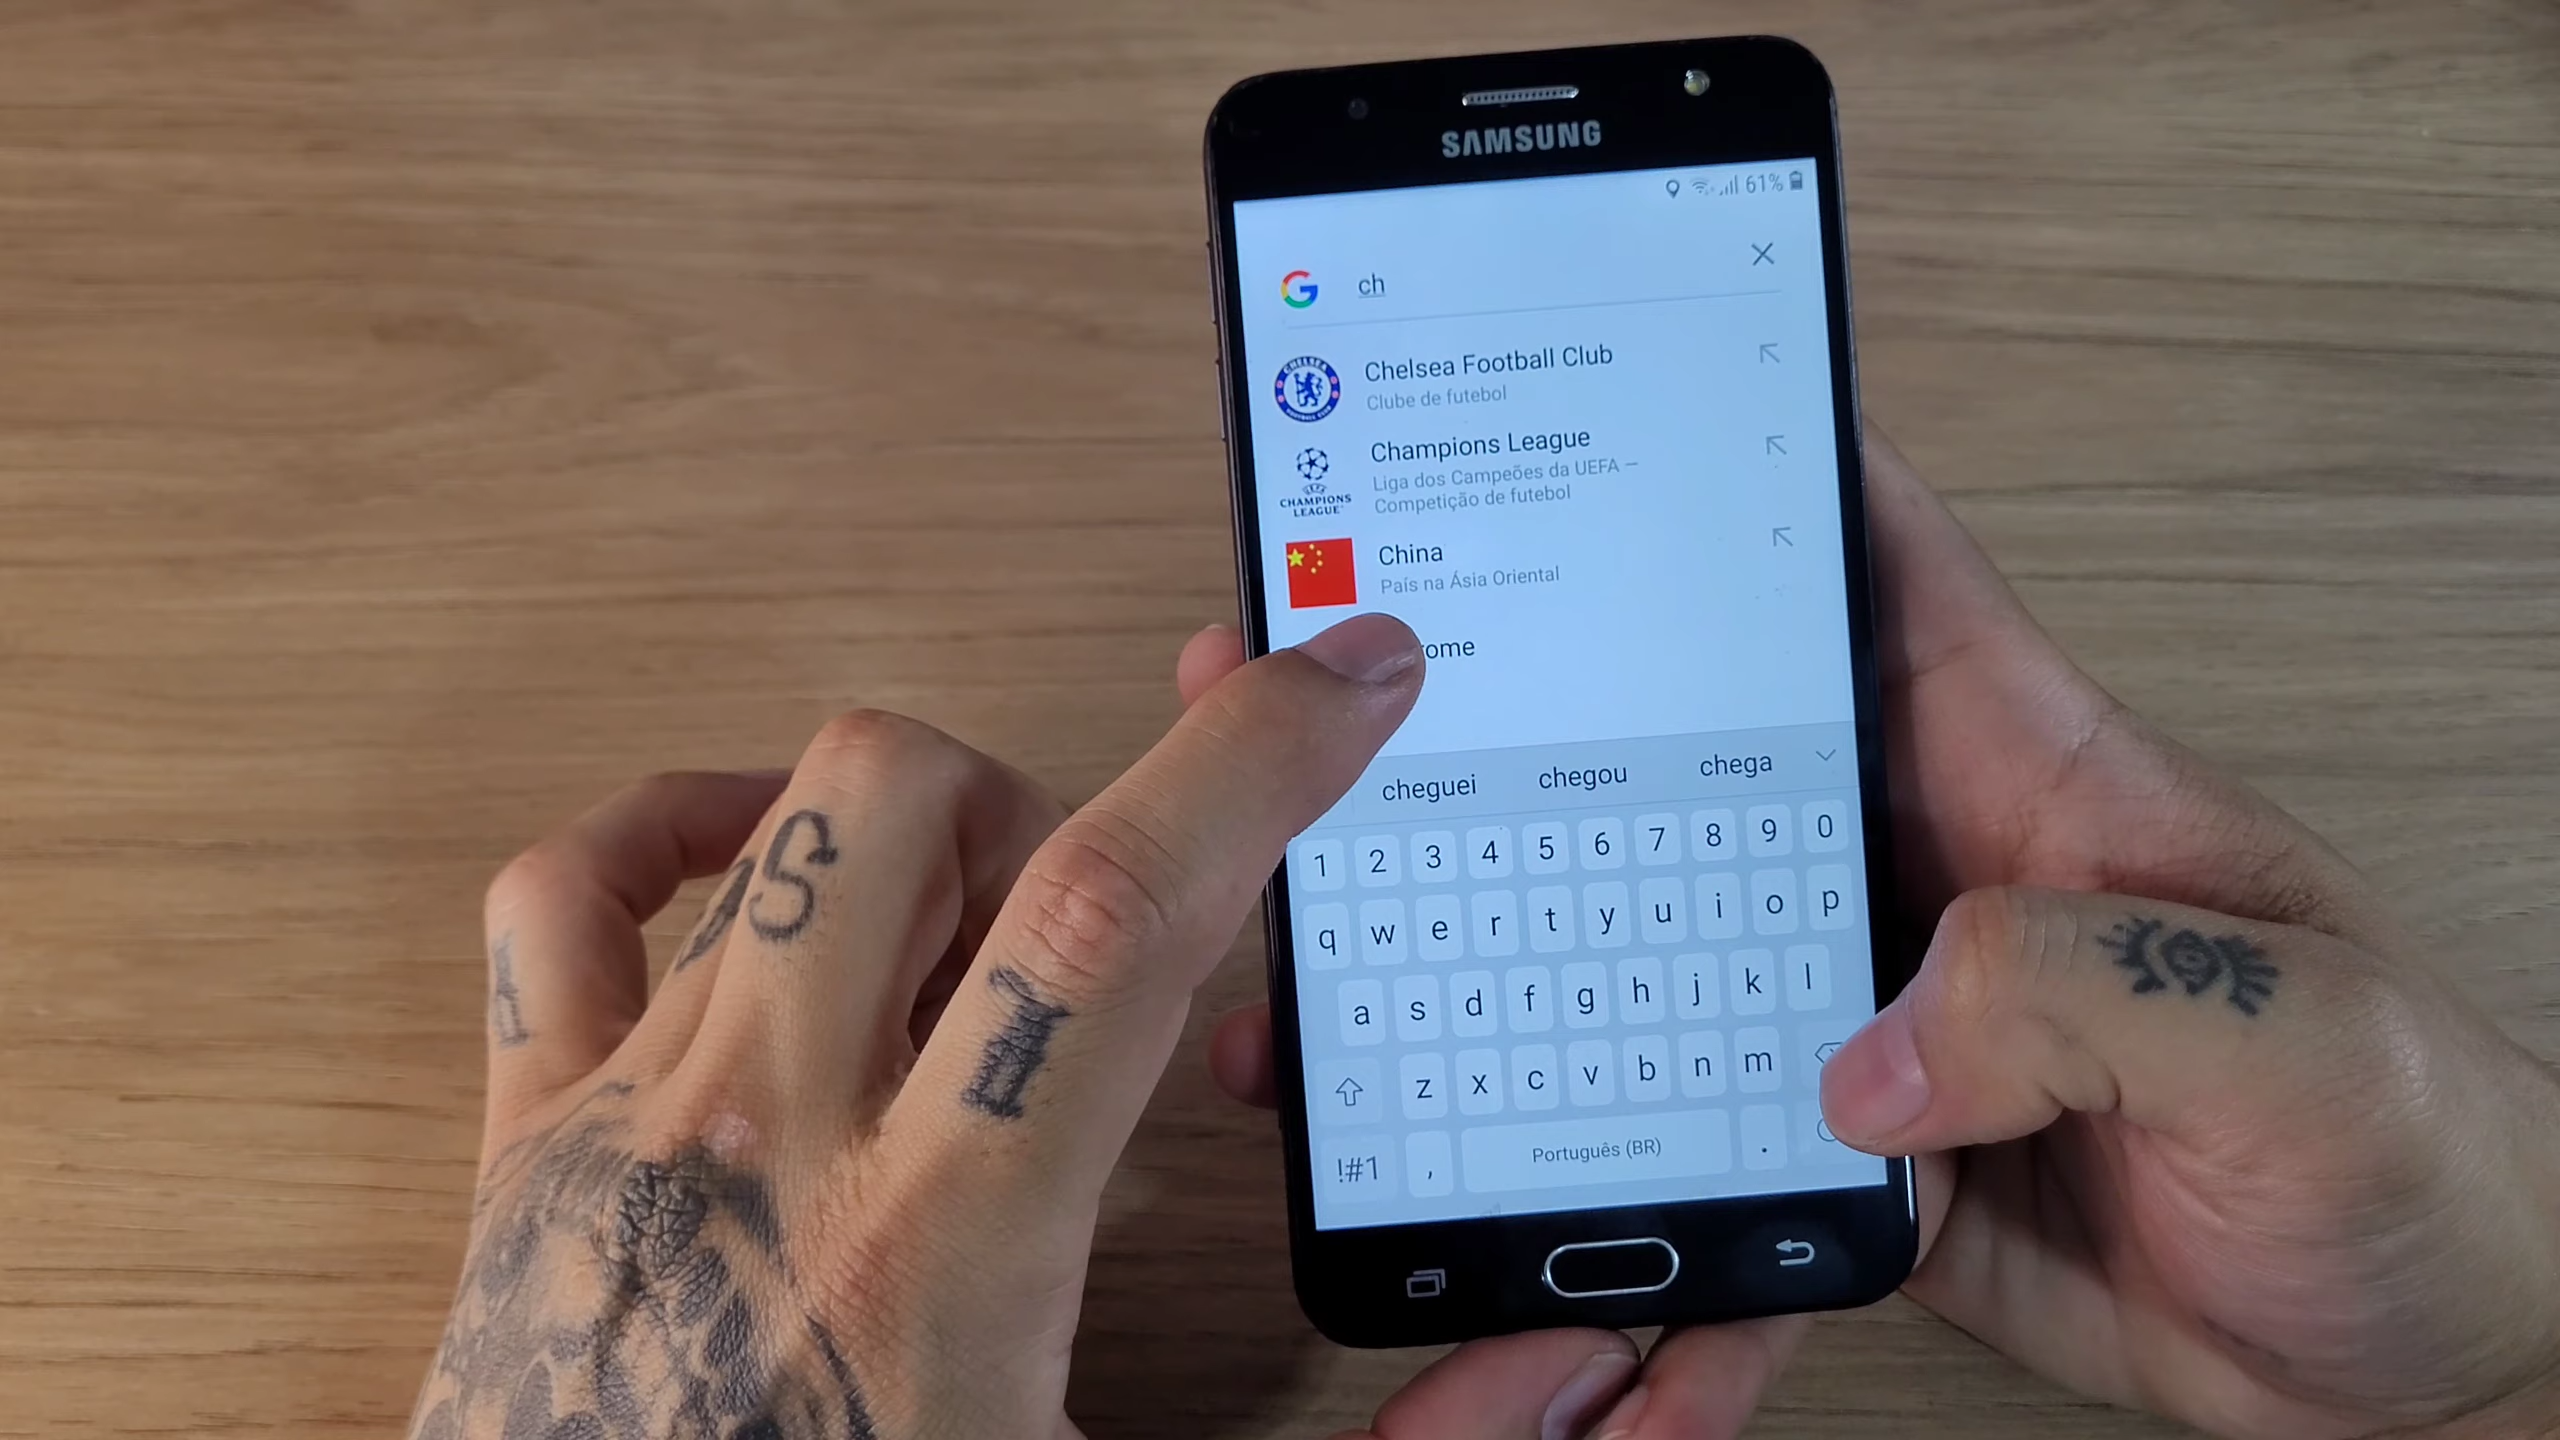 SAMSUNG
61%
ch
Chelsea Football Club
Clube de futebol
Champions League
Liga dos Campeões da UEFA –
Competição de futebol
CHAMPIONS
LEAGUE
China
País na Ásia Oriental
ome
cheguei chegou chega
1 2 3 4 5 6 7 8 9 0
q w e r t y u i o p
a s d f g h j k l
z x c v b n m
!#1 , Português (BR) .